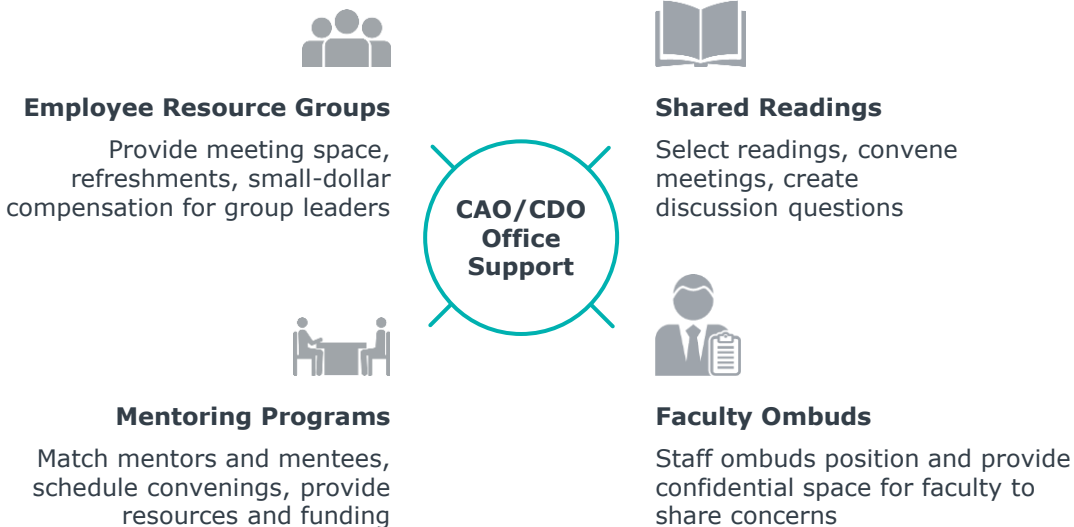 Employee Resource Groups
Provide meeting space,
refreshments, small-dollar
compensation for group leaders
Shared Readings
Select readings, convene
meetings, create
discussion questions
CAO/CDO
Office
Support
Mentoring Programs
Match mentors and mentees,
schedule convenings, provide
resources and funding
Faculty Ombuds
Staff ombuds position and provide
confidential space for faculty to
share concerns